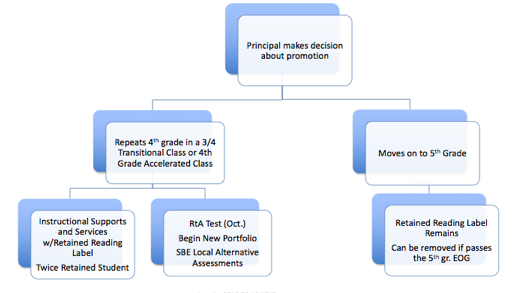 Principal makes decision
about promotion
Repeats 4th grade in a 3/4
Transitional Class or 4th
Grade Accelerated Class
Moves on to 5th Grade
Instructional Supports
and Services
w/Retained Reading
Label
Twice Retained Student
RtA Test (Oct.)
Begin New Portfolio
SBE Local Alternative
Assessments
Retained Reading Label
Remains
Can be removed if passes
the 5th gr. EOG